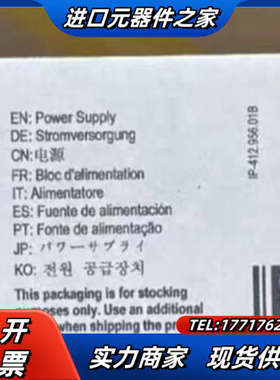 进口元器件之家
EN: Power Supply
DE: Stromversorgung
CN:电源
FR: Bloc d'alimentation
IT: Alimentatore
ES: Fuente de alimentación
PT: Fonte de alimentação
JP: パワーサプライ
KO: 전원 공급장치
This packaging is for stocking
poses only. Use an additional
when shipping the pr
IP-412.956.01B
开
票
TEL:1771762
实力商家 现货供